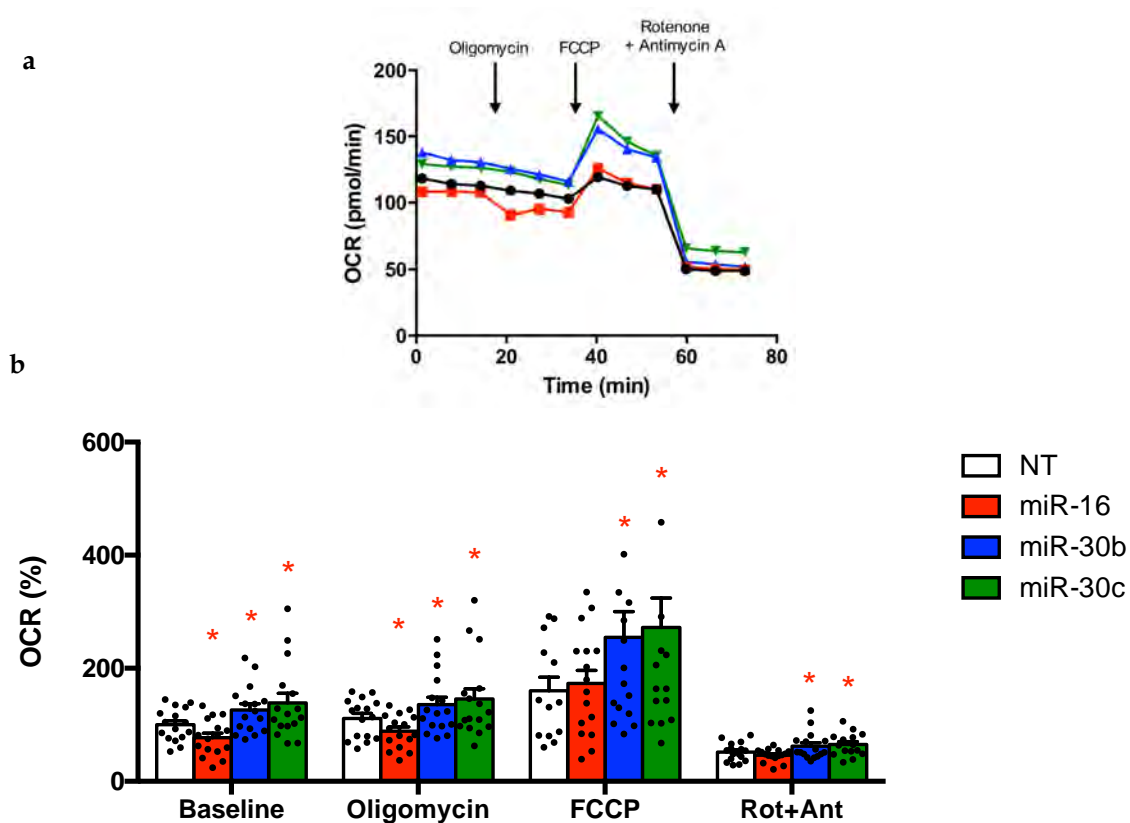 a
Oligomycin
FCCP
Rotenone
+ Antimycin A
200
150
100
50
0
OCR (pmol/min)
0 20 40 60 80
Time (min)
b
600
400
200
0
OCR (%)
* * * * * * * * * *
Baseline Oligomycin FCCP Rot+Ant
NT
miR-16
miR-30b
miR-30c